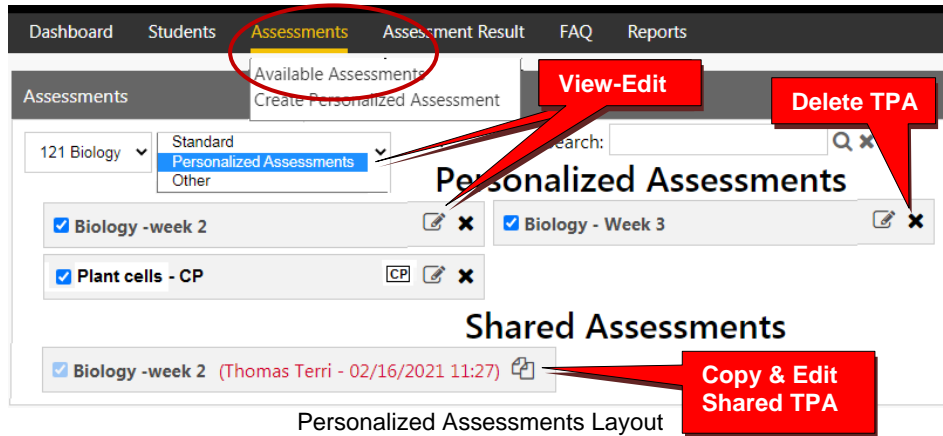 Dashboard Students Assessments Assessment Result FAQ Reports
Available Assessments
Create Personalized Assessment
View-Edit
Delete TPA
Assessments
121 Biology
Standard
Personalized Assessments
Other
Search:
Personalized Assessments
Biology -week 2
Biology - Week 3
Plant cells - CP CP
Shared Assessments
Biology -week 2 (Thomas Terri - 02/16/2021 11:27)
Copy & Edit
Shared TPA
Personalized Assessments Layout